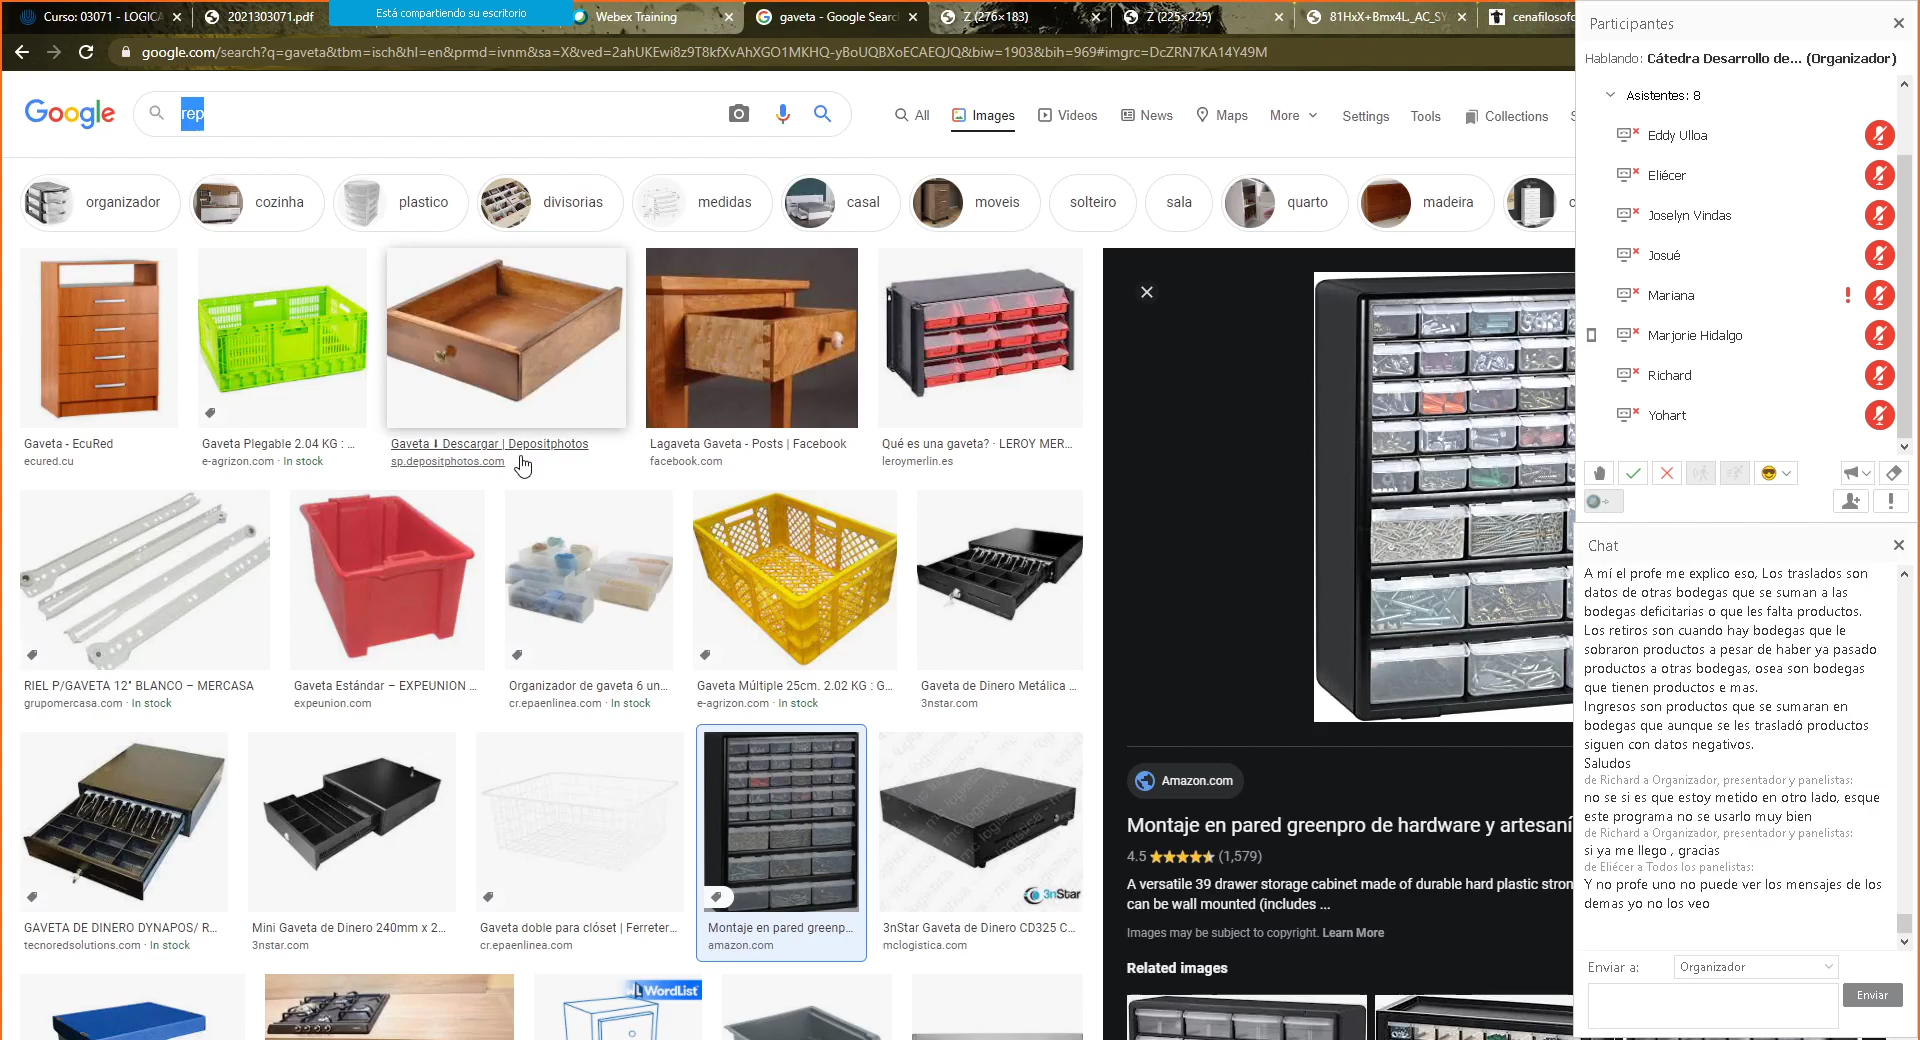 Curso: 03071 - LOGICA
2021303071.pdf
Está compartiendo su escritorio
Webex Training
gaveta - Google Searc
Z (276×183)
Z (225×225)
81HxX+Bmx4L._AC_SY
cenafilosofc
google.com/search?q=gaveta&tbm=isch&hl=en&prmd=ivnm&sa=X&ved=2ahUKEwi8z9T8kfXvAhXGO1MKHQ-yBoUQBXoECAEQJQ&biw=1903&bih=969#imgrc=DcZRN7KA14Y49M
Google
rep
All
Images
Videos
News
Maps
More
Settings
Tools
Collections
organizador
cozinha
plastico
divisorias
medidas
casal
moveis
solteiro
sala
quarto
madeira
Gaveta - EcuRed
ecured.cu
Gaveta Plegable 2.04 KG : ...
e-agrizon.com · In stock
Gaveta ⬇ Descargar | Depositphotos
sp.depositphotos.com
Lagaveta Gaveta - Posts | Facebook
facebook.com
Qué es una gaveta? · LEROY MER...
leroymerlin.es
RIEL P/GAVETA 12" BLANCO – MERCASA
grupomercasa.com · In stock
Gaveta Estándar – EXPEUNION ...
expeunion.com
Organizador de gaveta 6 un...
cr.epaenlinea.com · In stock
Gaveta Múltiple 25cm. 2.02 KG : G...
e-agrizon.com · In stock
Gaveta de Dinero Metálica ...
3nstar.com
GAVETA DE DINERO DYNAPOS/ R...
tecnoredsolutions.com · In stock
Mini Gaveta de Dinero 240mm x 2...
3nstar.com
Gaveta doble para clóset | Ferreter...
cr.epaenlinea.com
Montaje en pared greenp...
amazon.com
3nStar
3nStar Gaveta de Dinero CD325 C...
mclogistica.com
WordList
Amazon.com
Montaje en pared greenpro de hardware y artesaní
4.5 (1,579)
A versatile 39 drawer storage cabinet made of durable hard plastic stron
can be wall mounted (includes ...
Images may be subject to copyright. Learn More
Related images
Participantes
Hablando: Cátedra Desarrollo de... (Organizador)
Asistentes: 8
Eddy Ulloa
Eliécer
Joselyn Vindas
Josué
Mariana
Marjorie Hidalgo
Richard
Yohart
Chat
A mí el profe me explico eso, Los traslados son
datos de otras bodegas que se suman a las
bodegas deficitarias o que les falta productos.
Los retiros son cuando hay bodegas que le
sobraron productos a pesar de haber ya pasado
productos a otras bodegas, osea son bodegas
que tienen productos e mas.
Ingresos son productos que se sumaran en
bodegas que aunque se les trasladó productos
siguen con datos negativos.
Saludos
de Richard a Organizador, presentador y panelistas:
no se si es que estoy metido en otro lado, esque
este programa no se usarlo muy bien
de Richard a Organizador, presentador y panelistas:
si ya me llego , gracias
de Eliécer a Todos los panelistas:
Y no profe uno no puede ver los mensajes de los
demas yo no los veo
Enviar a:
Organizador
Enviar